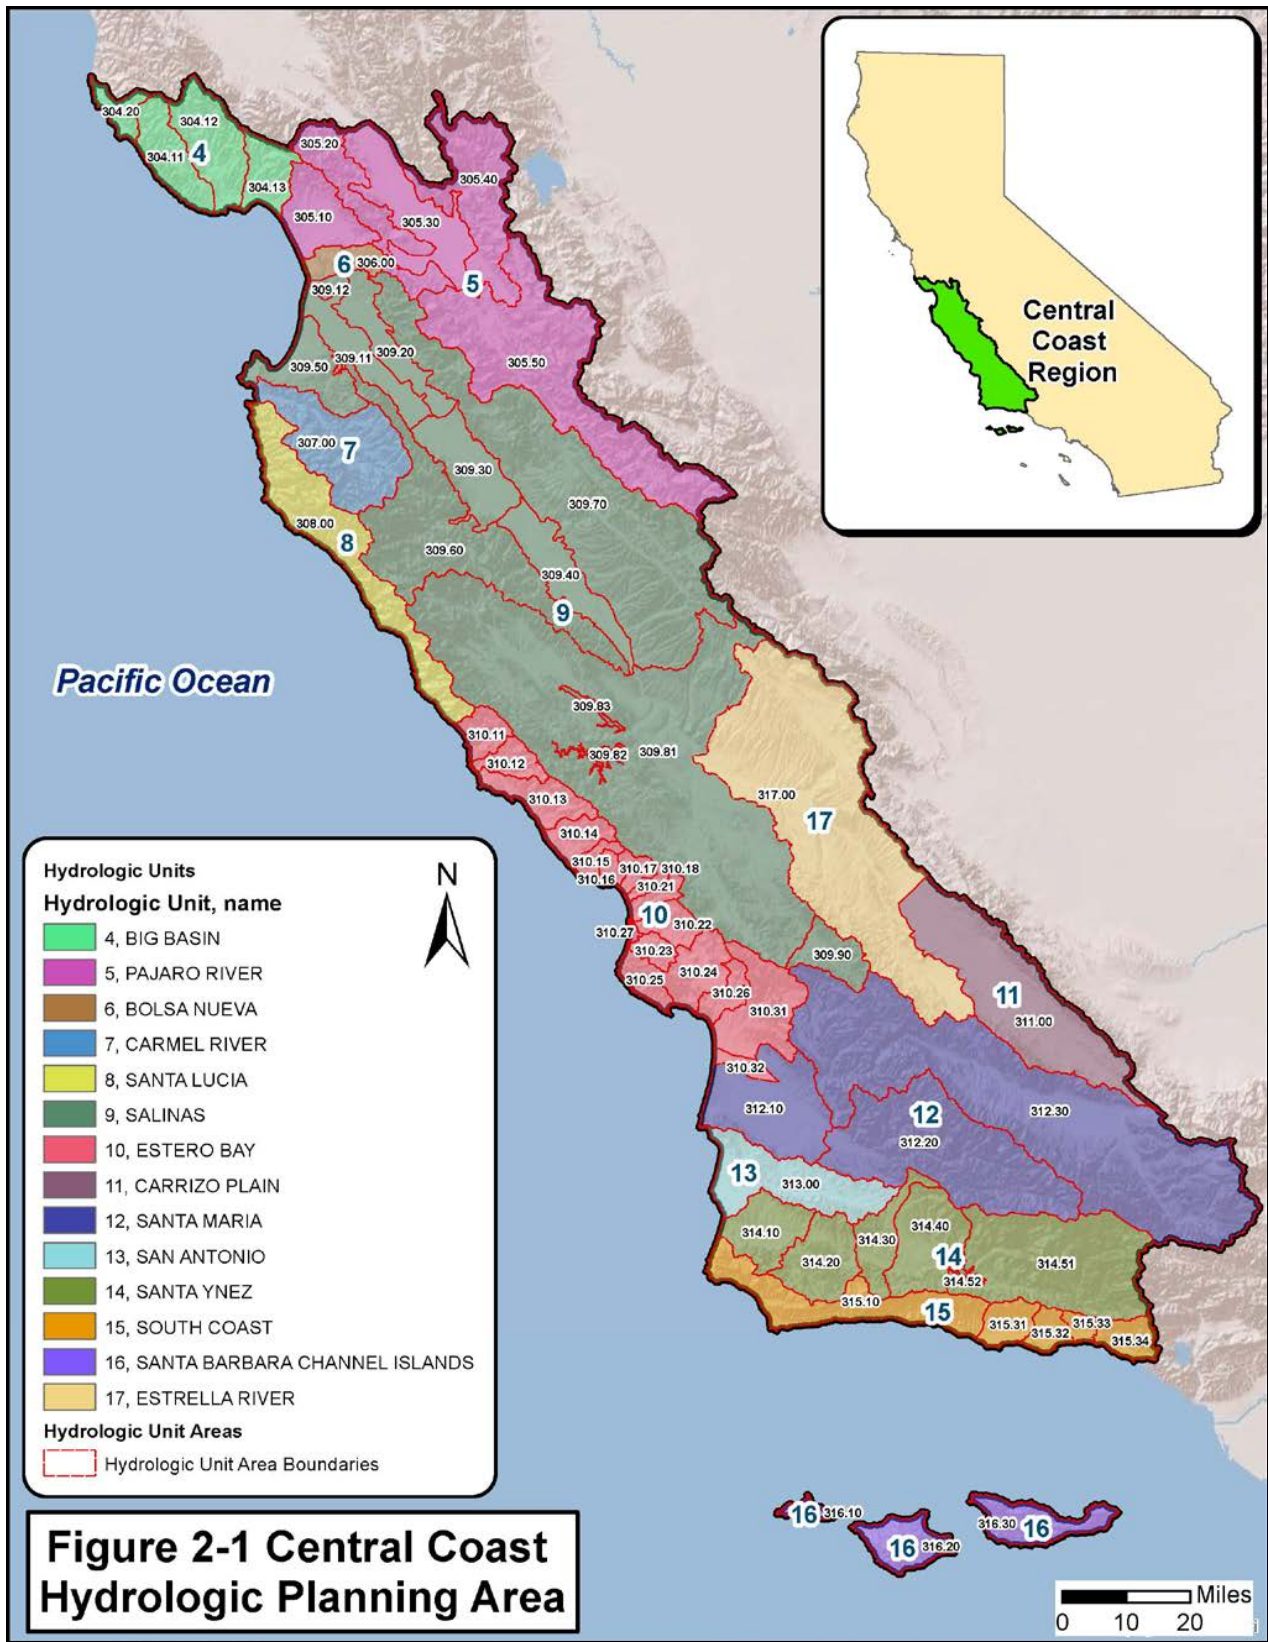 304.20
304.12
304.11
4
304.13
305.20
305.40
305.10
305.30
6
306.00
5
309.12
309.11
309.20
309.50
305.50
307.00
7
309.30
309.70
308.00
8
309.60
309.40
9
Pacific Ocean
309.83
310.11
309.82
309.81
310.12
310.13
317.00
17
310.14
310.15
310.17
310.18
310.16
310.21
10
310.22
310.27
310.23
309.90
310.24
310.25
310.26
11
310.31
311.00
310.32
312.10
12
312.30
312.20
13
313.00
314.10
314.40
314.30
314.20
14
314.51
314.52
315.10
15
315.31
315.33
315.32
315.34
16
316.10
316.30
16
16
316.20
Central
Coast
Region
Hydrologic Units
N
Hydrologic Unit, name
4, BIG BASIN
5, PAJARO RIVER
6, BOLSA NUEVA
7, CARMEL RIVER
8, SANTA LUCIA
9, SALINAS
10, ESTERO BAY
11, CARRIZO PLAIN
12, SANTA MARIA
13, SAN ANTONIO
14, SANTA YNEZ
15, SOUTH COAST
16, SANTA BARBARA CHANNEL ISLANDS
17, ESTRELLA RIVER
Hydrologic Unit Areas
Hydrologic Unit Area Boundaries
Figure 2-1 Central Coast
Hydrologic Planning Area
Miles
0 10 20